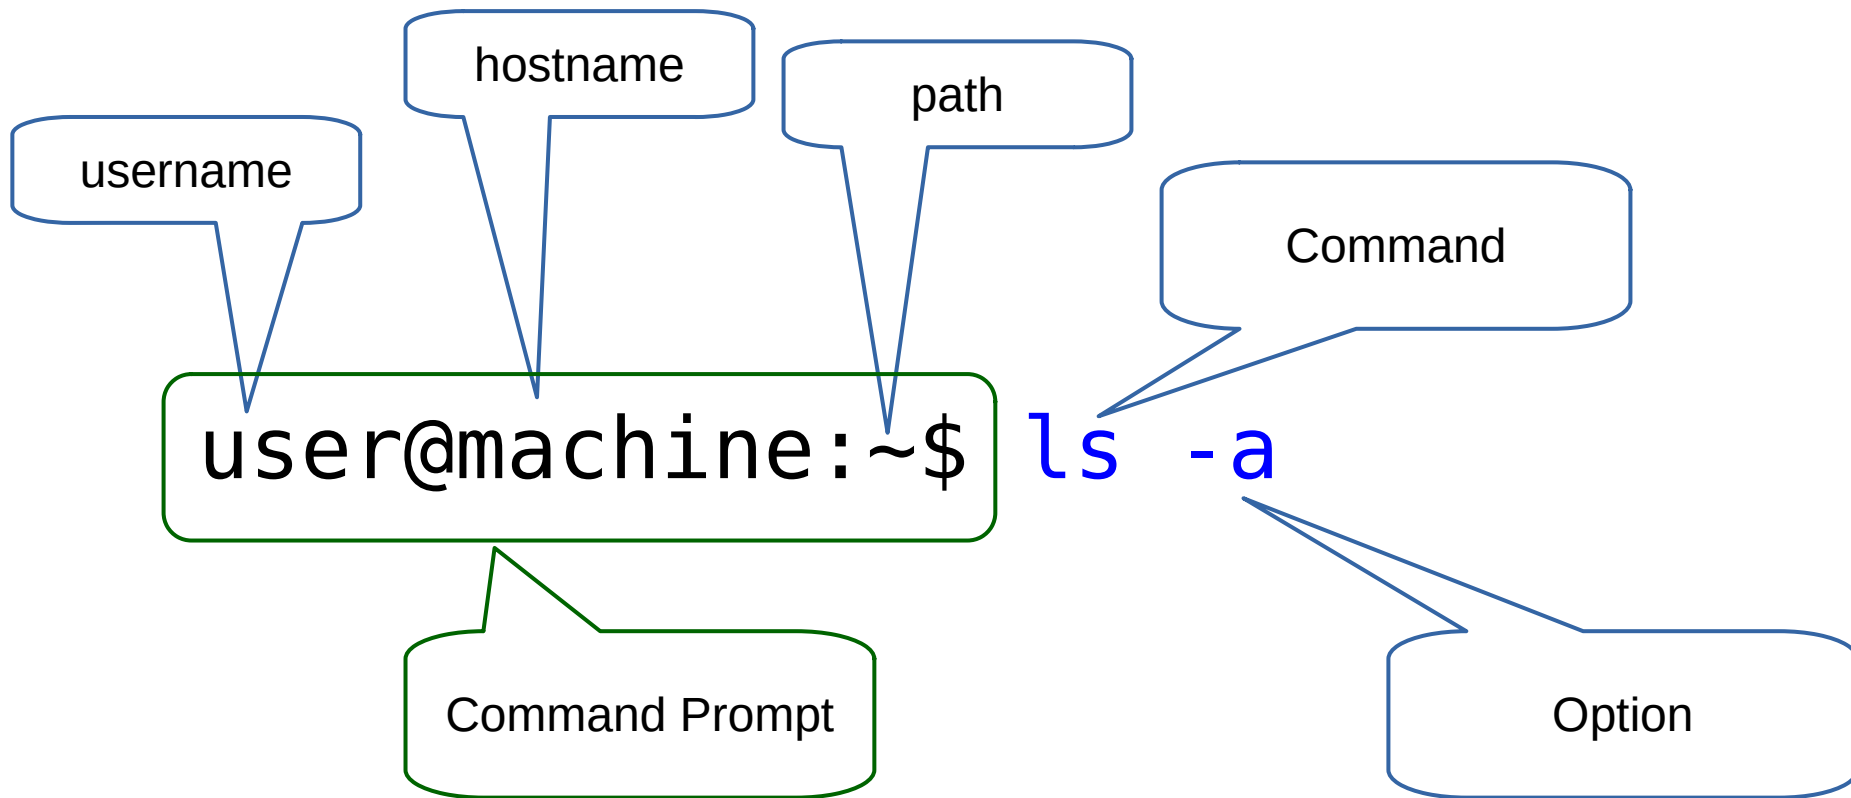 hostname
path
username
Command
user@machine:~$ ls -a
Command Prompt
Option